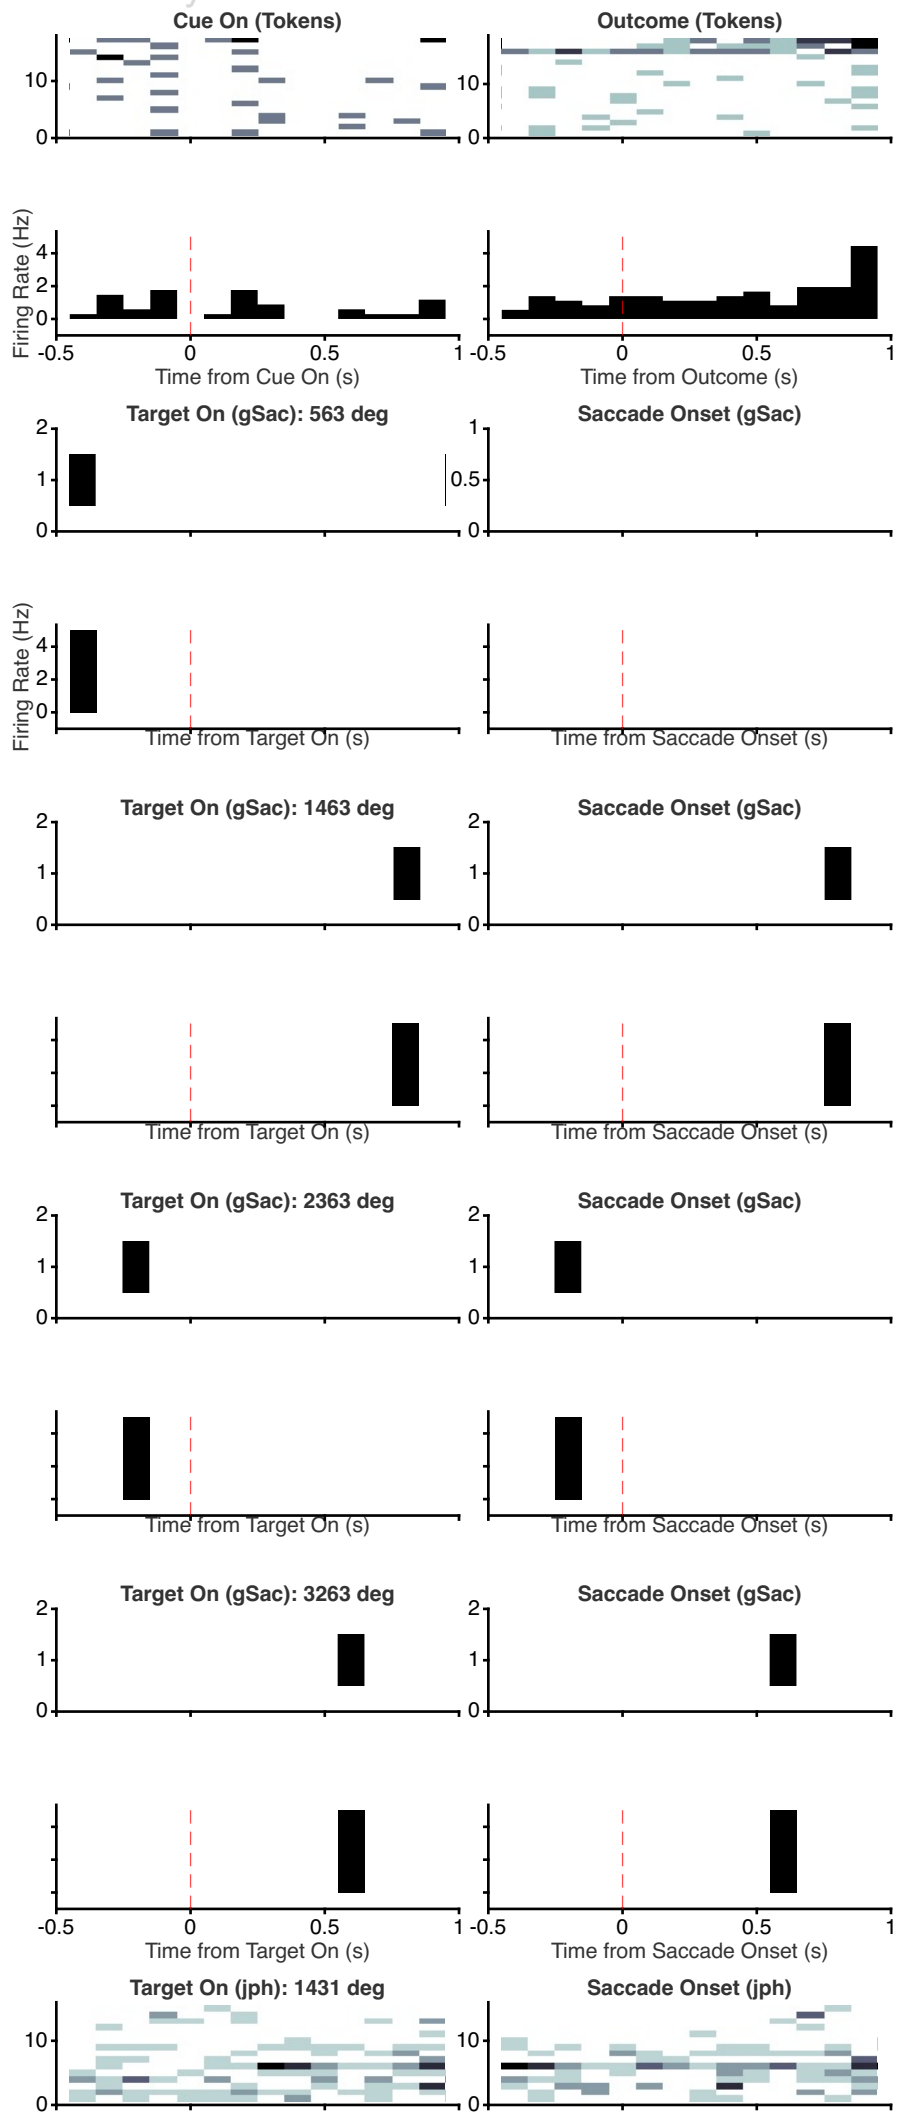 Cue On (Tokens) Outcome (Tokens)
10 10
0 0 1
Firing Rate (Hz)
4
2
0
-0.5 0 0.5 1 -0.5 0 0.5 1
Time from Cue On (s) Time from Outcome (s)
Target On (gSac): 563 deg Saccade Onset (gSac)
2 1
1 0.5
0 0
Firing Rate (Hz)
4
2
0
Time from Target On (s) Time from Saccade Onset (s)
Target On (gSac): 1463 deg Saccade Onset (gSac)
2 2
1 1
0 0
Time from Target On (s) Time from Saccade Onset (s)
Target On (gSac): 2363 deg Saccade Onset (gSac)
2 2
1 1
0 0
Time from Target On (s) Time from Saccade Onset (s)
Target On (gSac): 3263 deg Saccade Onset (gSac)
2 2
1 1
0 0
-0.5 0 0.5 1 -0.5 0 0.5 1
Time from Target On (s) Time from Saccade Onset (s)
Target On (jph): 1431 deg Saccade Onset (jph)
10 10
0 0